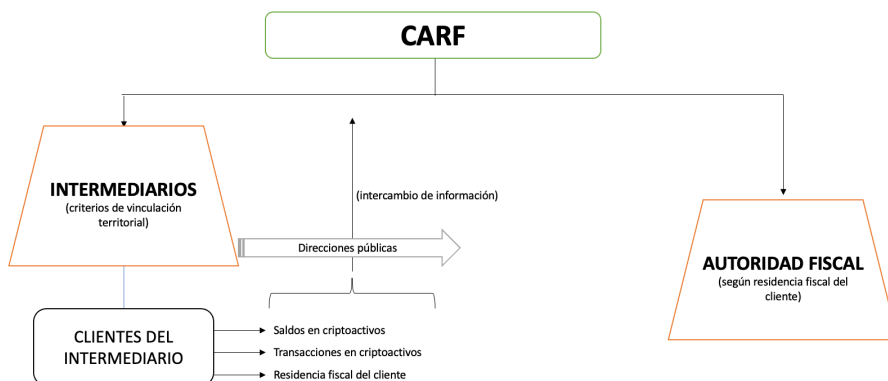 CARF
INTERMEDIARIOS
(criterios de vinculación
territorial)
(intercambio de información)
Direcciones públicas
AUTORIDAD FISCAL
(según residencia fiscal del
cliente)
CLIENTES DEL
INTERMEDIARIO
Saldos en criptoactivos
Transacciones en criptoactivos
Residencia fiscal del cliente